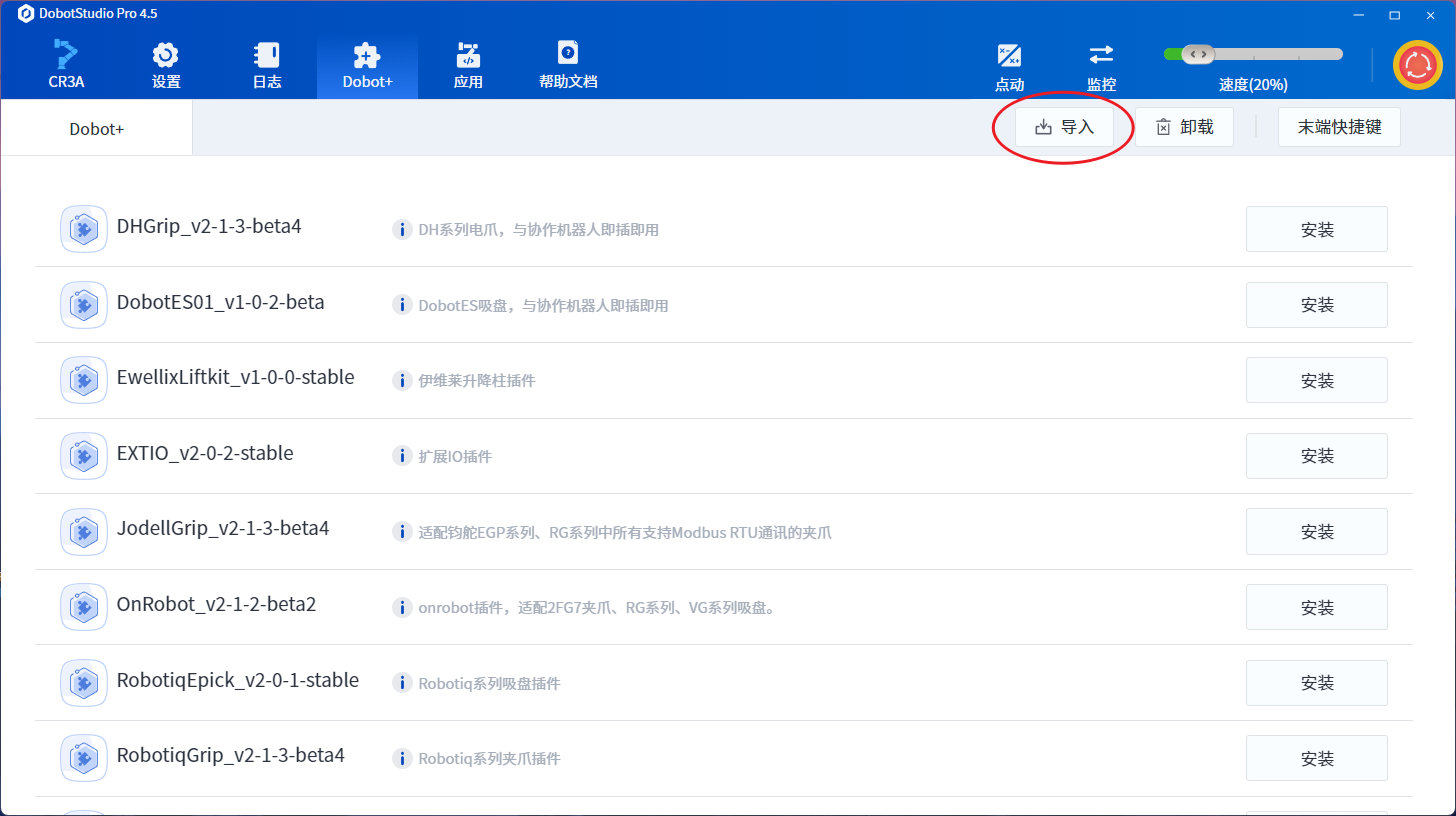 DobotStudio Pro 4.5
CR3A
设置
日志
Dobot+
应用
帮助文档
点动
监控
速度(20%)
Dobot+
导入
卸载
末端快捷键
DHGrip_v2-1-3-beta4
DH系列电爪，与协作机器人即插即用
安装
DobotES01_v1-0-2-beta
DobotES吸盘，与协作机器人即插即用
安装
EwellixLiftkit_v1-0-0-stable
伊维莱升降柱插件
安装
EXTIO_v2-0-2-stable
扩展IO插件
安装
JodellGrip_v2-1-3-beta4
适配钧舵EGP系列、RG系列中所有支持Modbus RTU通讯的夹爪
安装
OnRobot_v2-1-2-beta2
onrobot插件，适配2FG7夹爪、RG系列、VG系列吸盘。
安装
RobotiqEpick_v2-0-1-stable
Robotiq系列吸盘插件
安装
RobotiqGrip_v2-1-3-beta4
Robotiq系列夹爪插件
安装